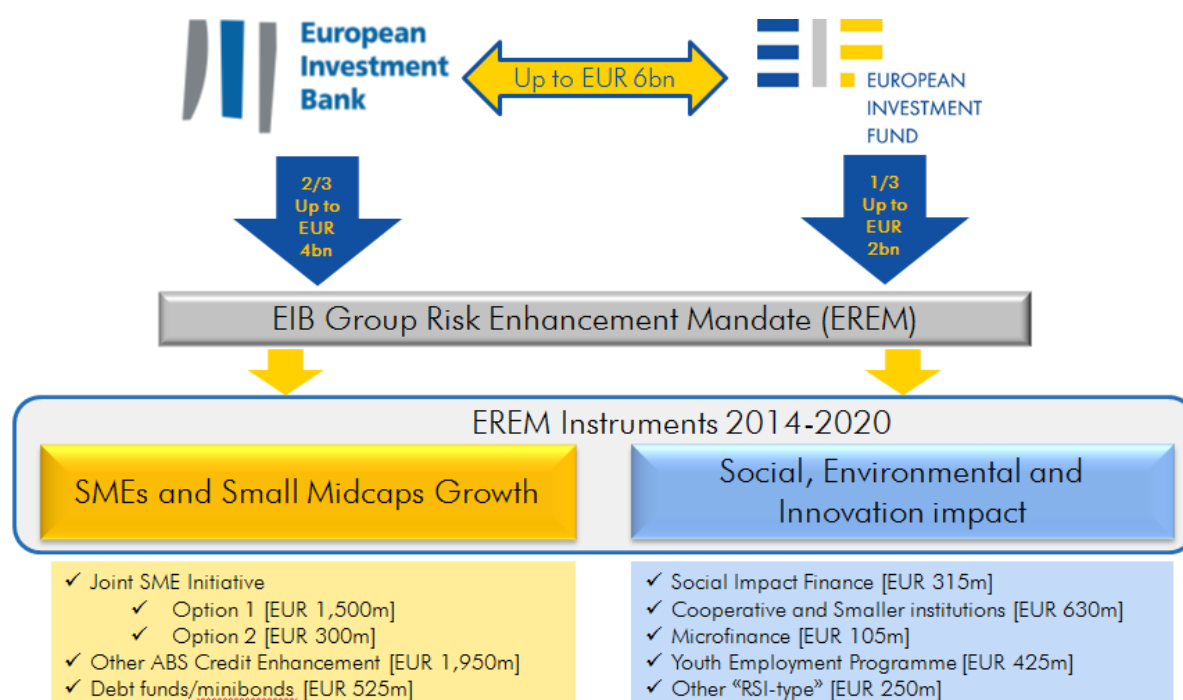 European
Investment
Bank
Up to EUR 6bn
EUROPEAN
INVESTMENT
FUND
2/3
Up to
EUR
4bn
1/3
Up to
EUR
2bn
EIB Group Risk Enhancement Mandate (EREM)
EREM Instruments 2014-2020
SMEs and Small Midcaps Growth
Social, Environmental and
Innovation impact
✓ Joint SME Initiative
✓ Option 1 [EUR 1,500m]
✓ Option 2 [EUR 300m]
✓ Other ABS Credit Enhancement [EUR 1,950m]
✓ Debt funds/minibonds [EUR 525m]
✓ Social Impact Finance [EUR 315m]
✓ Cooperative and Smaller institutions [EUR 630m]
✓ Microfinance [EUR 105m]
✓ Youth Employment Programme [EUR 425m]
✓ Other “RSI-type” [EUR 250m]